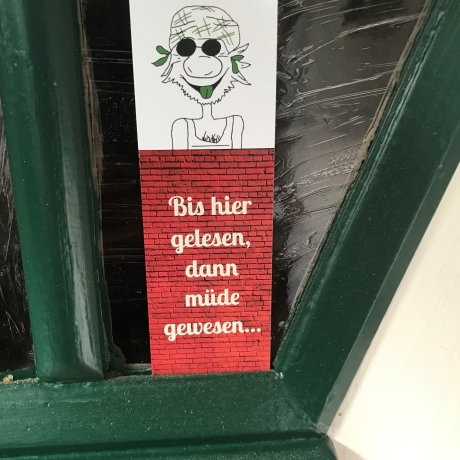 Bis hier
gelesen,
dann
müde
gewesen...